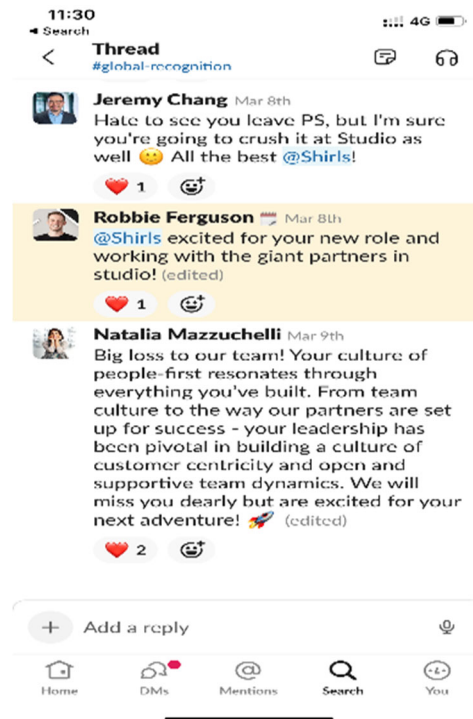 11:30
4G
◀ Search
Thread
#global-recognition
Jeremy Chang Mar 8th
Hate to see you leave PS, but I'm sure
you're going to crush it at Studio as
well 🙂 All the best @Shirls!
❤️ 1
Robbie Ferguson 🗓️ Mar 8th
@Shirls excited for your new role and
working with the giant partners in
studio! (edited)
❤️ 1
Natalia Mazzuchelli Mar 9th
Big loss to our team! Your culture of
people-first resonates through
everything you've built. From team
culture to the way our partners are set
up for success - your leadership has
been pivotal in building a culture of
customer centricity and open and
supportive team dynamics. We will
miss you dearly but are excited for your
next adventure! 🚀 (edited)
❤️ 2
Add a reply
Home DMs Mentions Search You